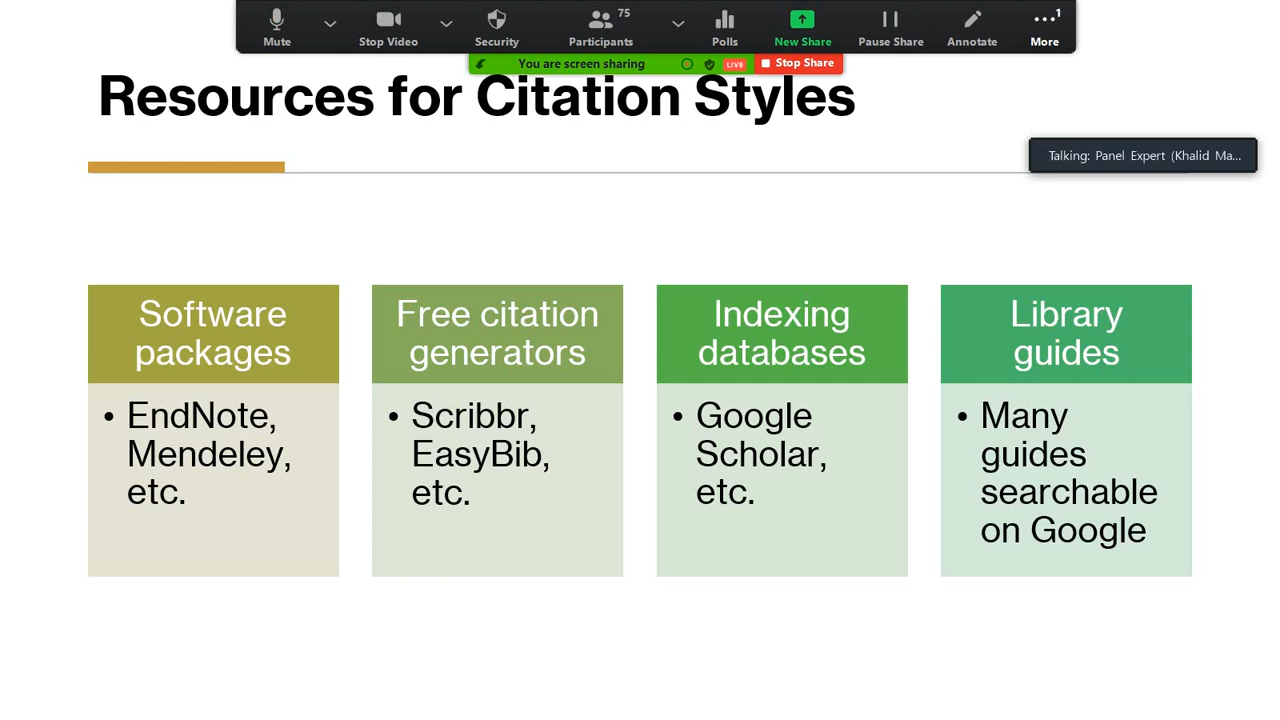 75
1
Mute
Stop Video
Security
Participants
Polls
New Share
Pause Share
Annotate
More
You are screen sharing
LIVE
Stop Share
Resources for Citation Styles
Talking: Panel Expert (Khalid Ma...
Software
packages
• EndNote,
Mendeley,
etc.
Free citation
generators
• Scribbr,
EasyBib,
etc.
Indexing
databases
• Google
Scholar,
etc.
Library
guides
• Many
guides
searchable
on Google